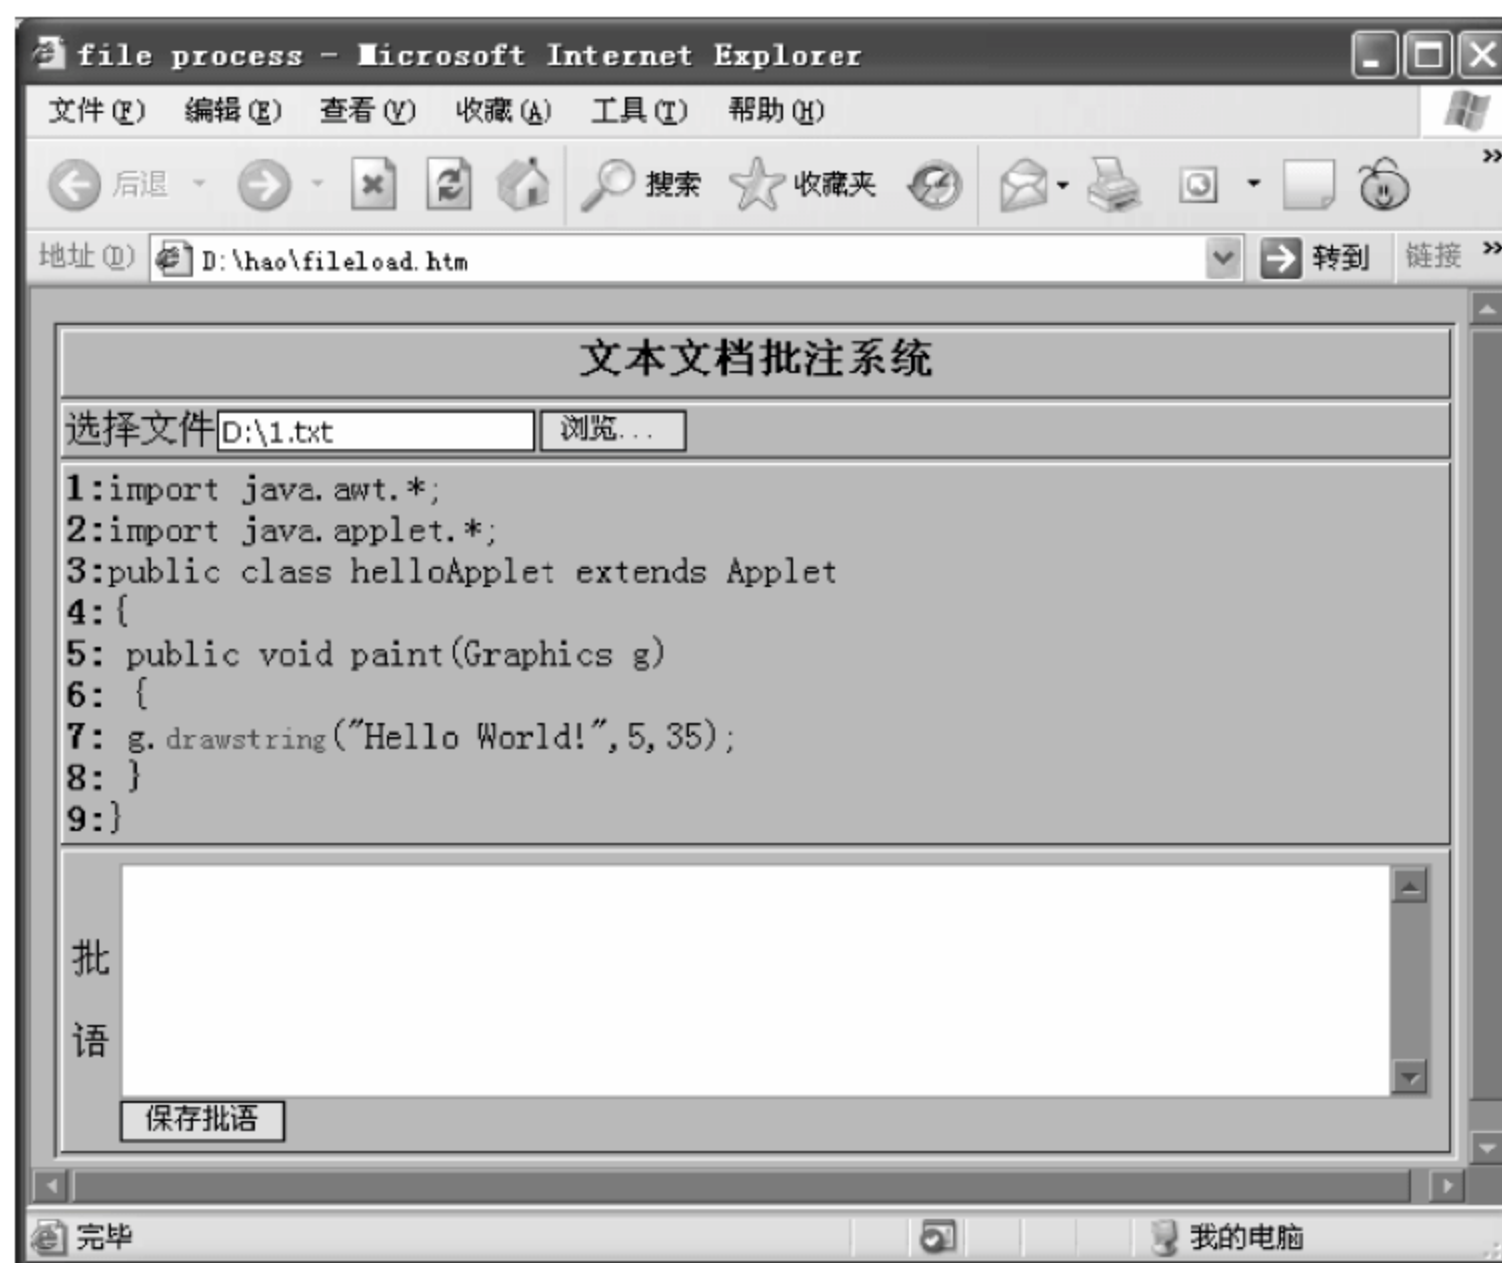 file process - Microsoft Internet Explorer
文件(F) 编辑(E) 查看(V) 收藏(A) 工具(T) 帮助(H)
后退 搜索 收藏夹 »
地址(D) D:\hao\fileload.htm 转到 链接 »
文本文档批注系统
选择文件 D:\1.txt 浏览...
1:import java.awt.*;
2:import java.applet.*;
3:public class helloApplet extends Applet
4:{
5: public void paint(Graphics g)
6: {
7: g.drawstring("Hello World!",5,35);
8: }
9:}
批
语
保存批语
完毕 我的电脑